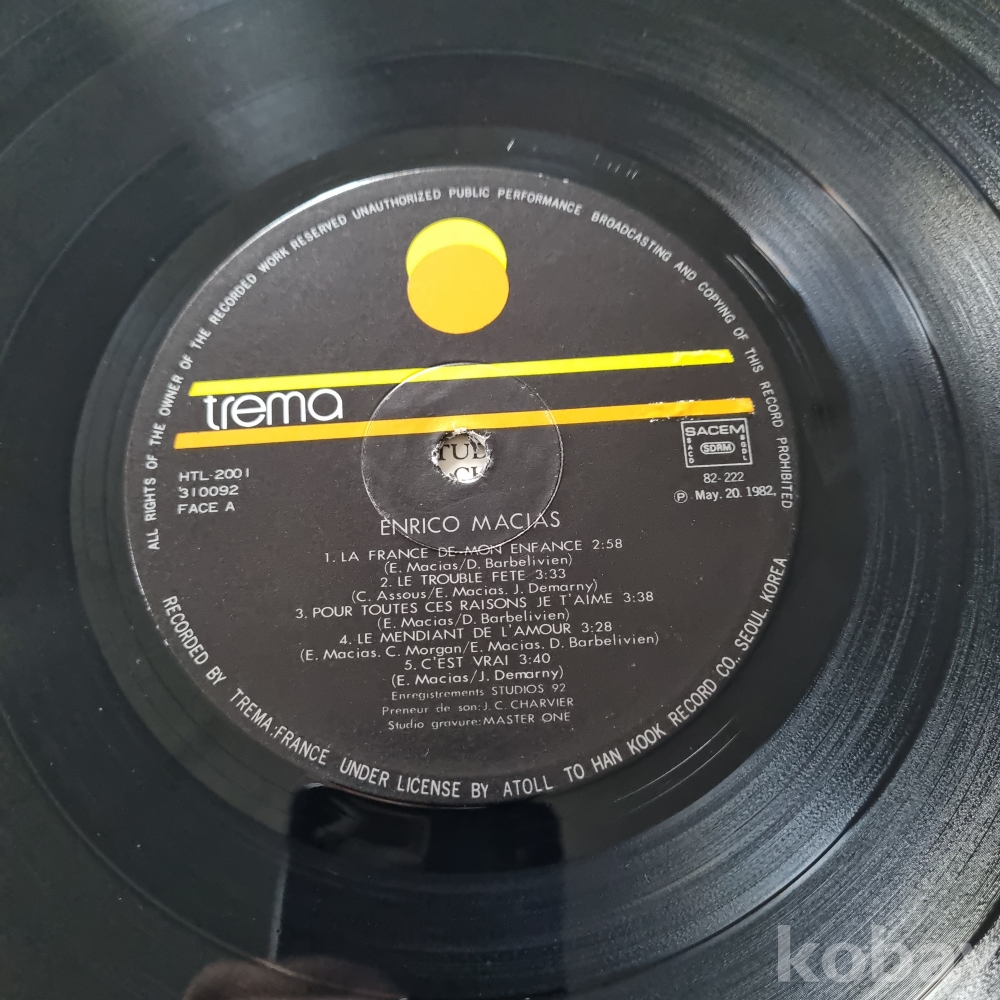 ALL RIGHTS OF THE OWNER OF THE RECORDED WORK RESERVED UNAUTHORIZED PUBLIC PERFORMANCE BROADCASTING AND COPYING OF THIS RECORD PROHIBITED
trema
HTL-2001
310092
FACE A
SACEM
SACD
SDRM
SGDL
82-222
℗ May. 20. 1982.
ENRICO MACIAS
1. LA FRANCE DE MON ENFANCE 2:58
(E. Macias/D. Barbelivien)
2. LE TROUBLE FETE 3:33
(C. Assous/E. Macias. J. Demarny)
3. POUR TOUTES CES RAISONS JE T'AIME 3:38
(E. Macias/D. Barbelivien)
4. LE MENDIANT DE L'AMOUR 3:28
(E. Macias. C. Morgan/E. Macias. D. Barbelivien)
5. C'EST VRAI 3:40
(E. Macias/J. Demarny)
Enregistrements STUDIOS 92
Preneur de son: J. C. CHARVIER
Studio gravure: MASTER ONE
RECORDED BY TREMA: FRANCE UNDER LICENSE BY ATOLL TO HAN KOOK RECORD CO., SEOUL. KOREA